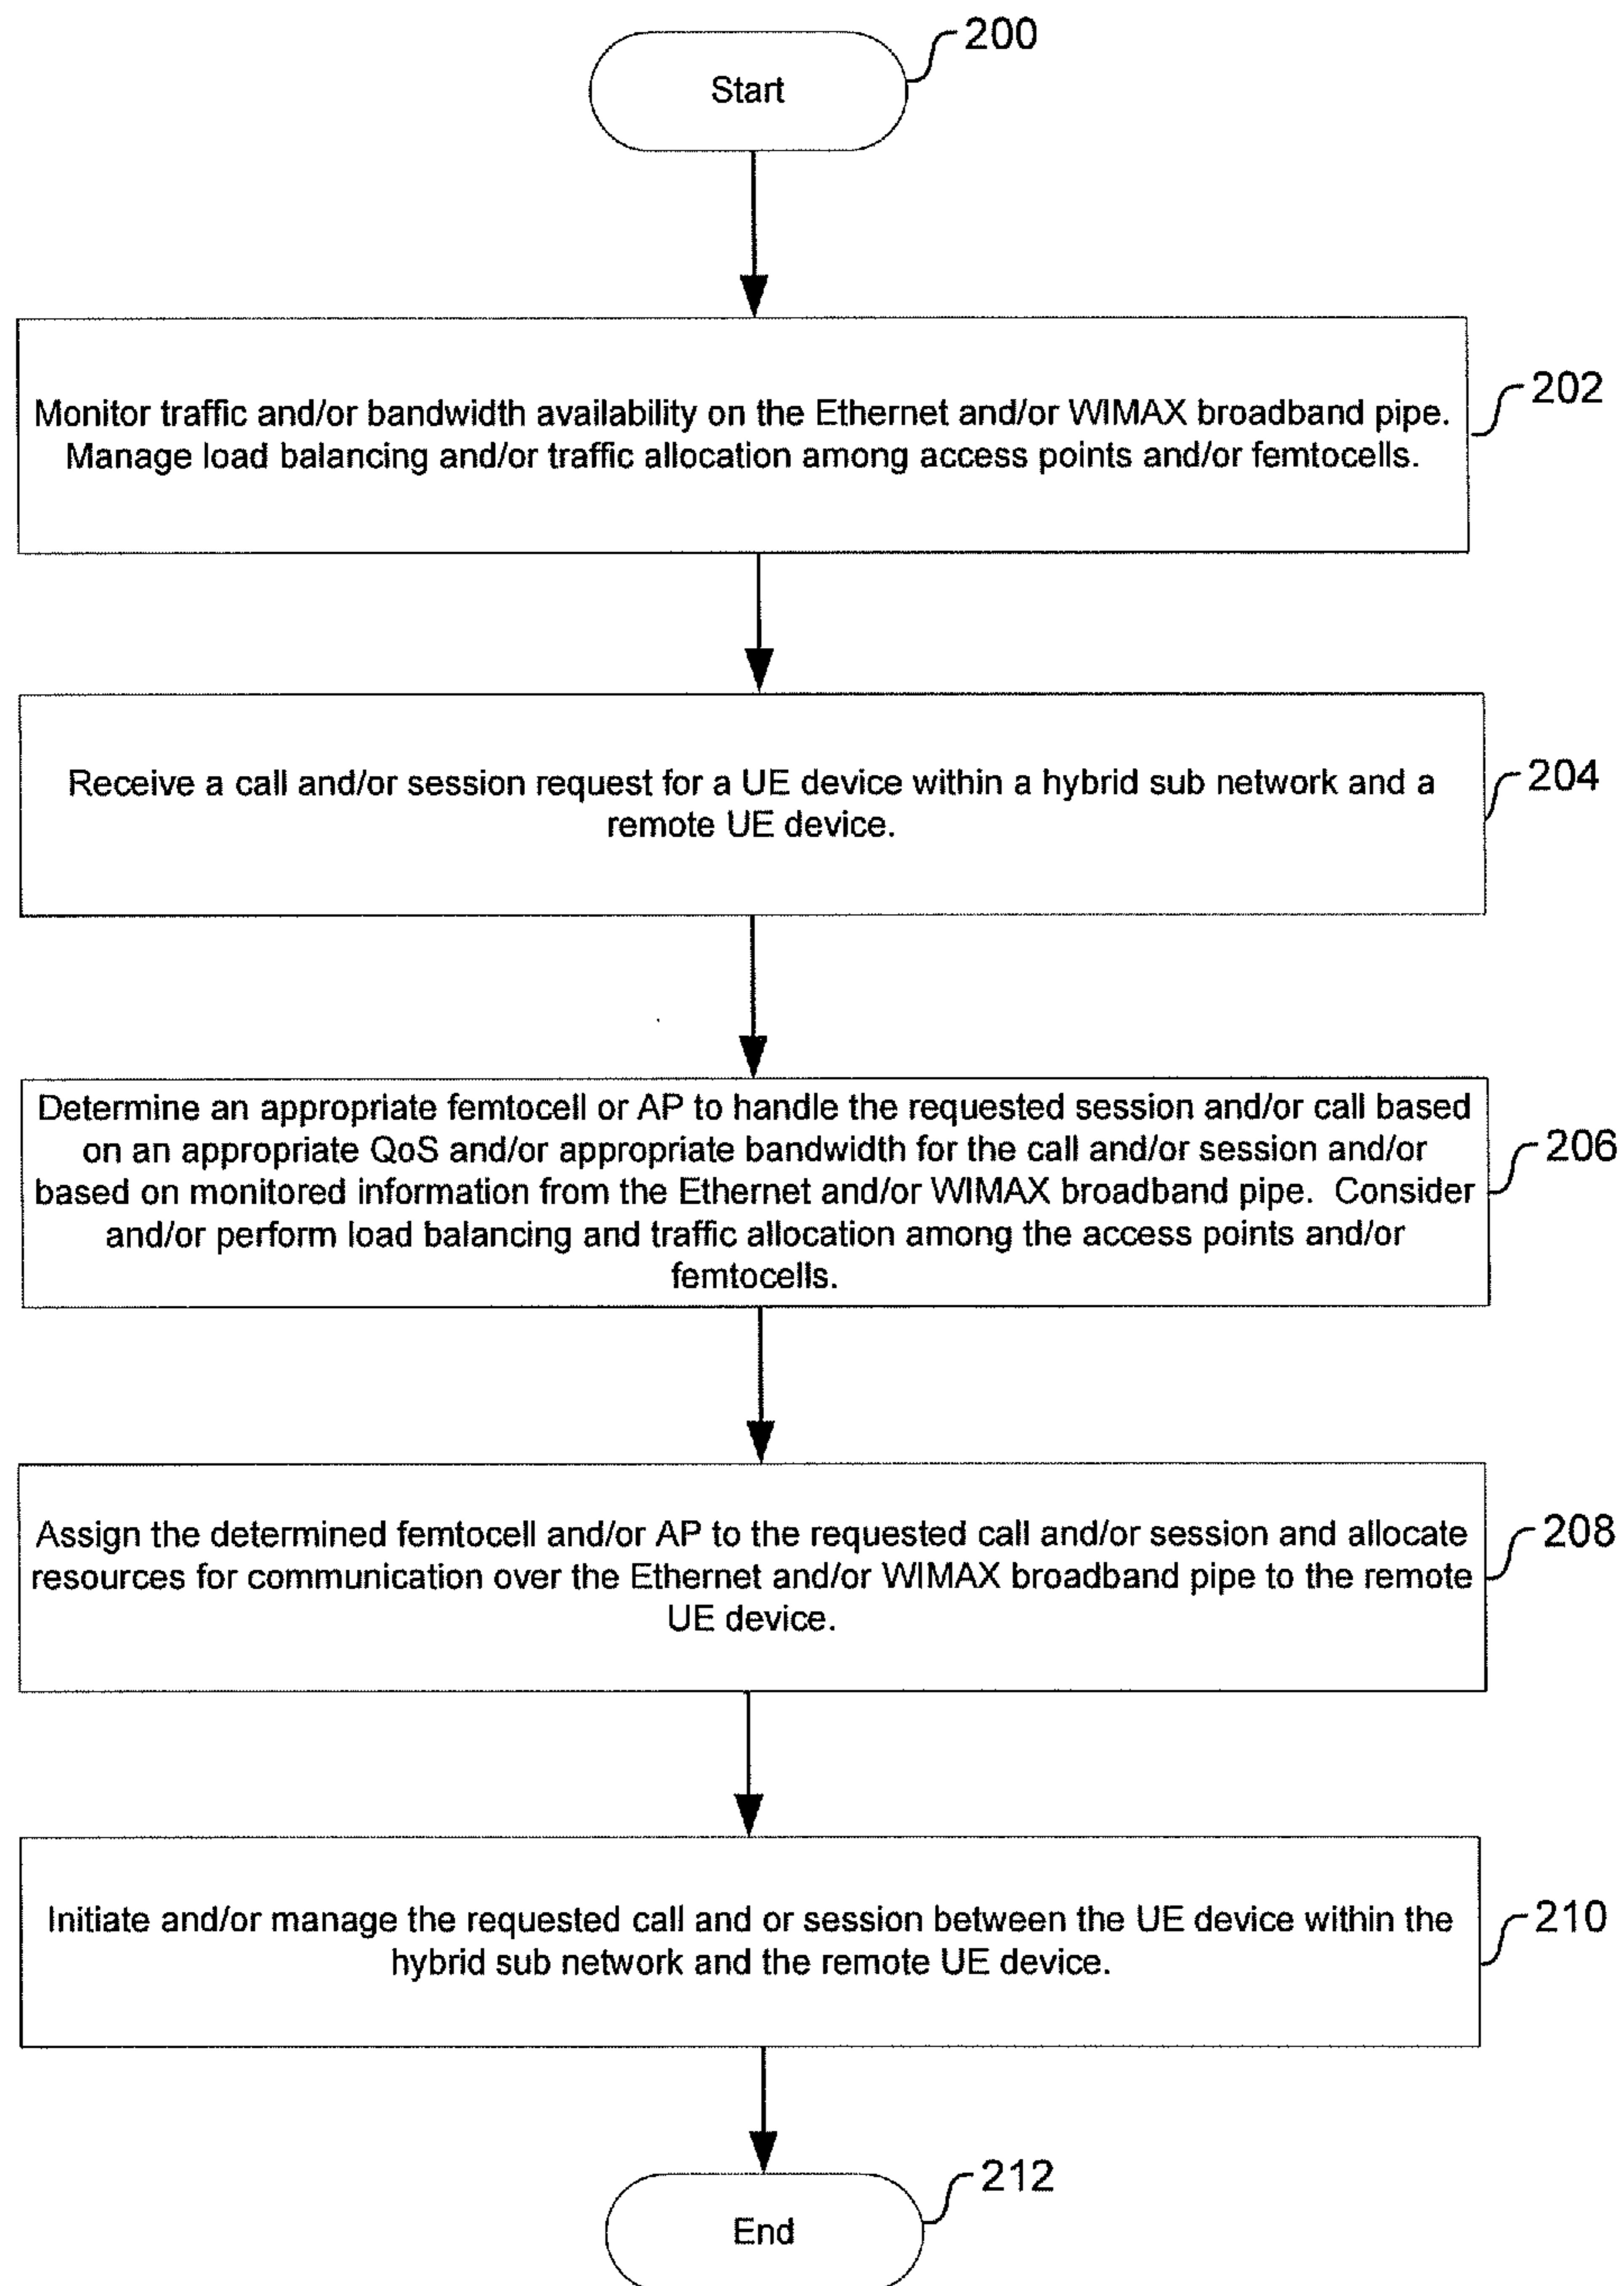 200
Start
202
Monitor traffic and/or bandwidth availability on the Ethernet and/or WIMAX broadband pipe.
Manage load balancing and/or traffic allocation among access points and/or femtocells.
204
Receive a call and/or session request for a UE device within a hybrid sub network and a
remote UE device.
206
Determine an appropriate femtocell or AP to handle the requested session and/or call based
on an appropriate QoS and/or appropriate bandwidth for the call and/or session and/or
based on monitored information from the Ethernet and/or WIMAX broadband pipe. Consider
and/or perform load balancing and traffic allocation among the access points and/or
femtocells.
208
Assign the determined femtocell and/or AP to the requested call and/or session and allocate
resources for communication over the Ethernet and/or WIMAX broadband pipe to the remote
UE device.
210
Initiate and/or manage the requested call and or session between the UE device within the
hybrid sub network and the remote UE device.
212
End